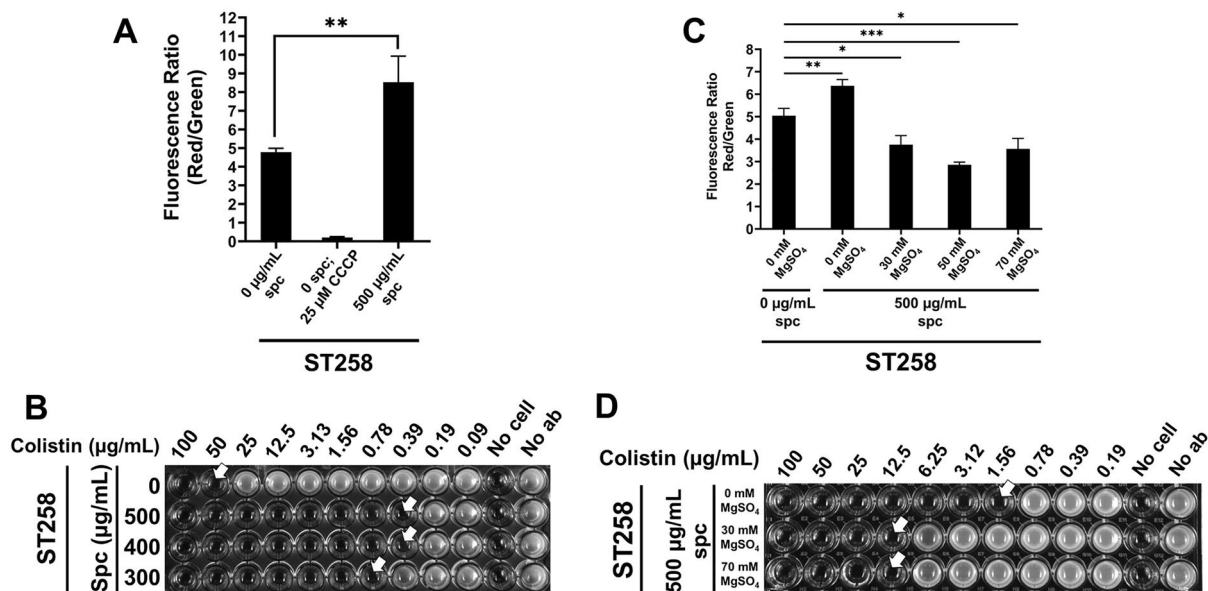 A
Fluorescence Ratio
(Red/Green)
12
11
10
9
8
7
6
5
4
3
2
1
0
**
0 µg/mL
spc
0 spc;
25 µM CCCP
500 µg/mL
spc
ST258
C
Fluorescence Ratio
Red/Green
8
7
6
5
4
3
2
1
0
*
***
*
**
0 mM
MgSO₄
0 mM
MgSO₄
30 mM
MgSO₄
50 mM
MgSO₄
70 mM
MgSO₄
0 µg/mL
spc
500 µg/mL
spc
ST258
B
Colistin (µg/mL)
100 50 25 12.5 3.13 1.56 0.78 0.39 0.19 0.09 No cell No ab
ST258
Spc (µg/mL)
0
500
400
300
D
Colistin (µg/mL)
100 50 25 12.5 6.25 3.12 1.56 0.78 0.39 0.19 No cell No ab
ST258
500 µg/mL
spc
0 mM
MgSO₄
30 mM
MgSO₄
70 mM
MgSO₄